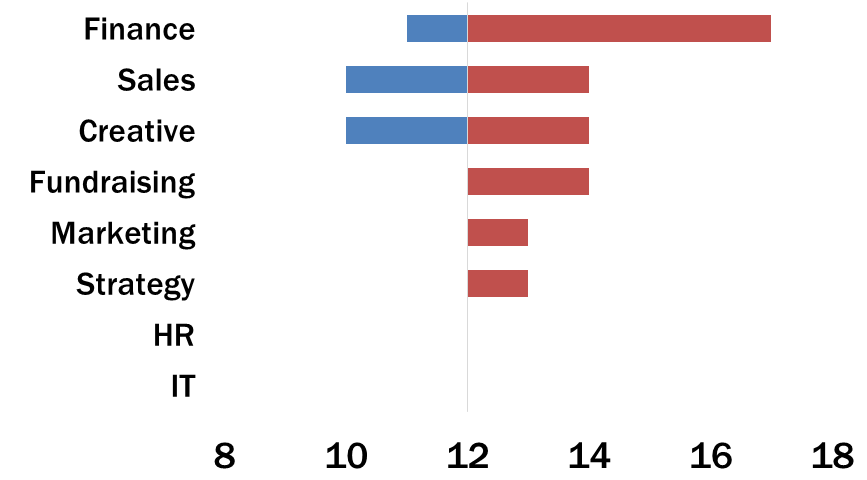 Finance
Sales
Creative
Fundraising
Marketing
Strategy
HR
IT
8 10 12 14 16 18